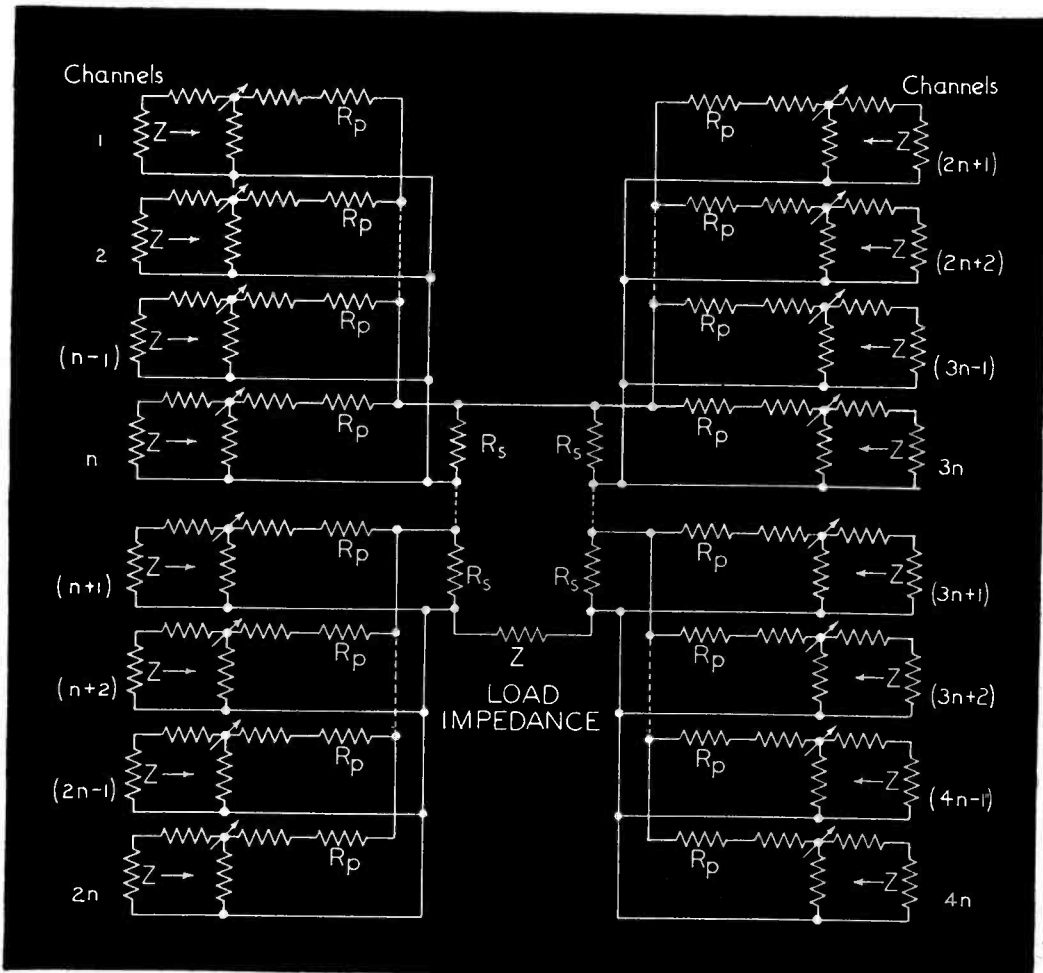 Channels
Channels
1
Z
Rp
Rp
Z
(2n+1)
2
Z
Rp
Rp
Z
(2n+2)
(n-1)
Z
Rp
Rp
Z
(3n-1)
n
Z
Rp
Rs
Rs
Rp
Z
3n
(n+1)
Z
Rp
Rs
Rs
Rp
Z
(3n+1)
(n+2)
Z
Rp
Z
LOAD
IMPEDANCE
Rp
Z
(3n+2)
(2n-1)
Z
Rp
Rp
Z
(4n-1)
2n
Z
Rp
Rp
Z
4n